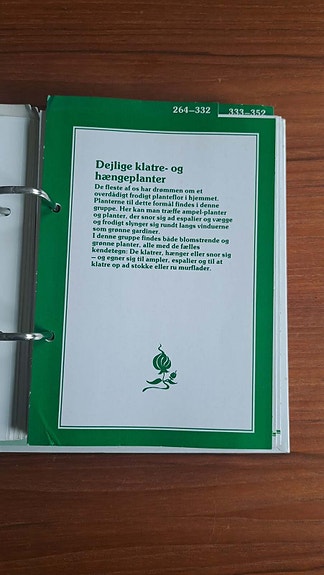 264–332
333–352
Dejlige klatre- og
hængeplanter
De fleste af os har drømmen om et
overdådigt frodigt planteflor i hjemmet.
Planterne til dette formål findes i denne
gruppe. Her kan man træffe ampel-planter
og planter, der snor sig ad espalier og vægge
og frodigt slynger sig rundt langs vinduerne
som grønne gardiner.
I denne gruppe findes både blomstrende og
grønne planter, alle med de fælles
kendetegn: De klatrer, hænger eller snor sig
– og egner sig til ampler, espalier og til at
klatre op ad stokke eller ru murflader.